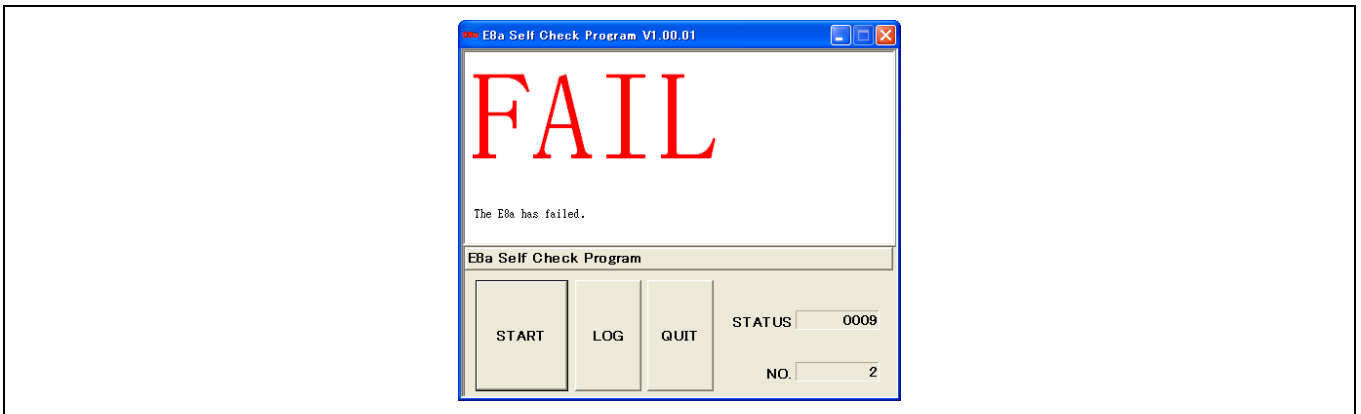 E8a Self Check Program V1.00.01
FAIL
The E8a has failed.
E8a Self Check Program
START
LOG
QUIT
STATUS 0009
NO. 2